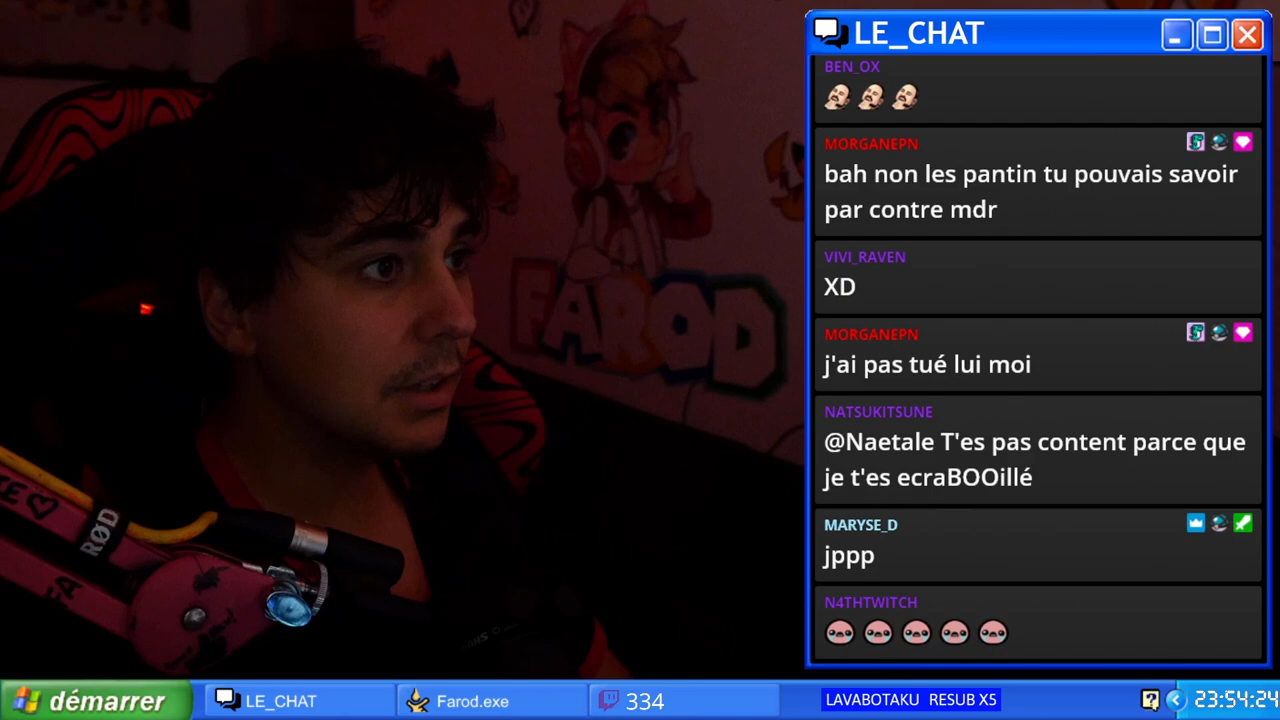 LE_CHAT
BEN_OX
MORGANEPN
bah non les pantin tu pouvais savoir
par contre mdr
VIVI_RAVEN
XD
MORGANEPN
j'ai pas tué lui moi
NATSUKITSUNE
@Naetale T'es pas content parce que
je t'es ecraBOOillé
MARYSE_D
jppp
N4THTWITCH
FAROD
RØD
démarrer
LE_CHAT
Farod.exe
334
LAVABOTAKU RESUB X5
23:54:24